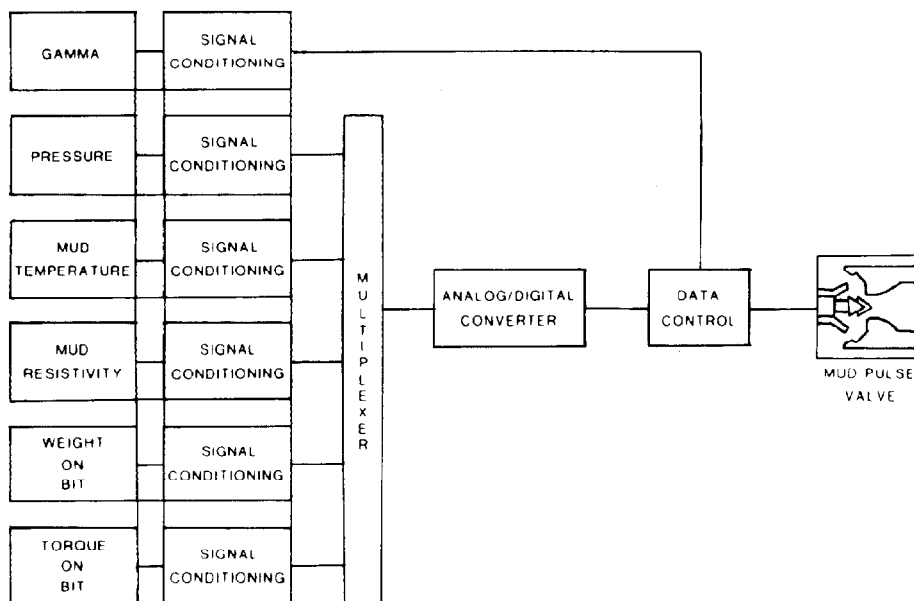 GAMMA
SIGNAL
CONDITIONING
PRESSURE
SIGNAL
CONDITIONING
MUD
TEMPERATURE
SIGNAL
CONDITIONING
MUD
RESISTIVITY
SIGNAL
CONDITIONING
WEIGHT
ON
BIT
SIGNAL
CONDITIONING
TORQUE
ON
BIT
SIGNAL
CONDITIONING
MULTIPLEXER
ANALOG/DIGITAL
CONVERTER
DATA
CONTROL
MUD PULSE
VALVE